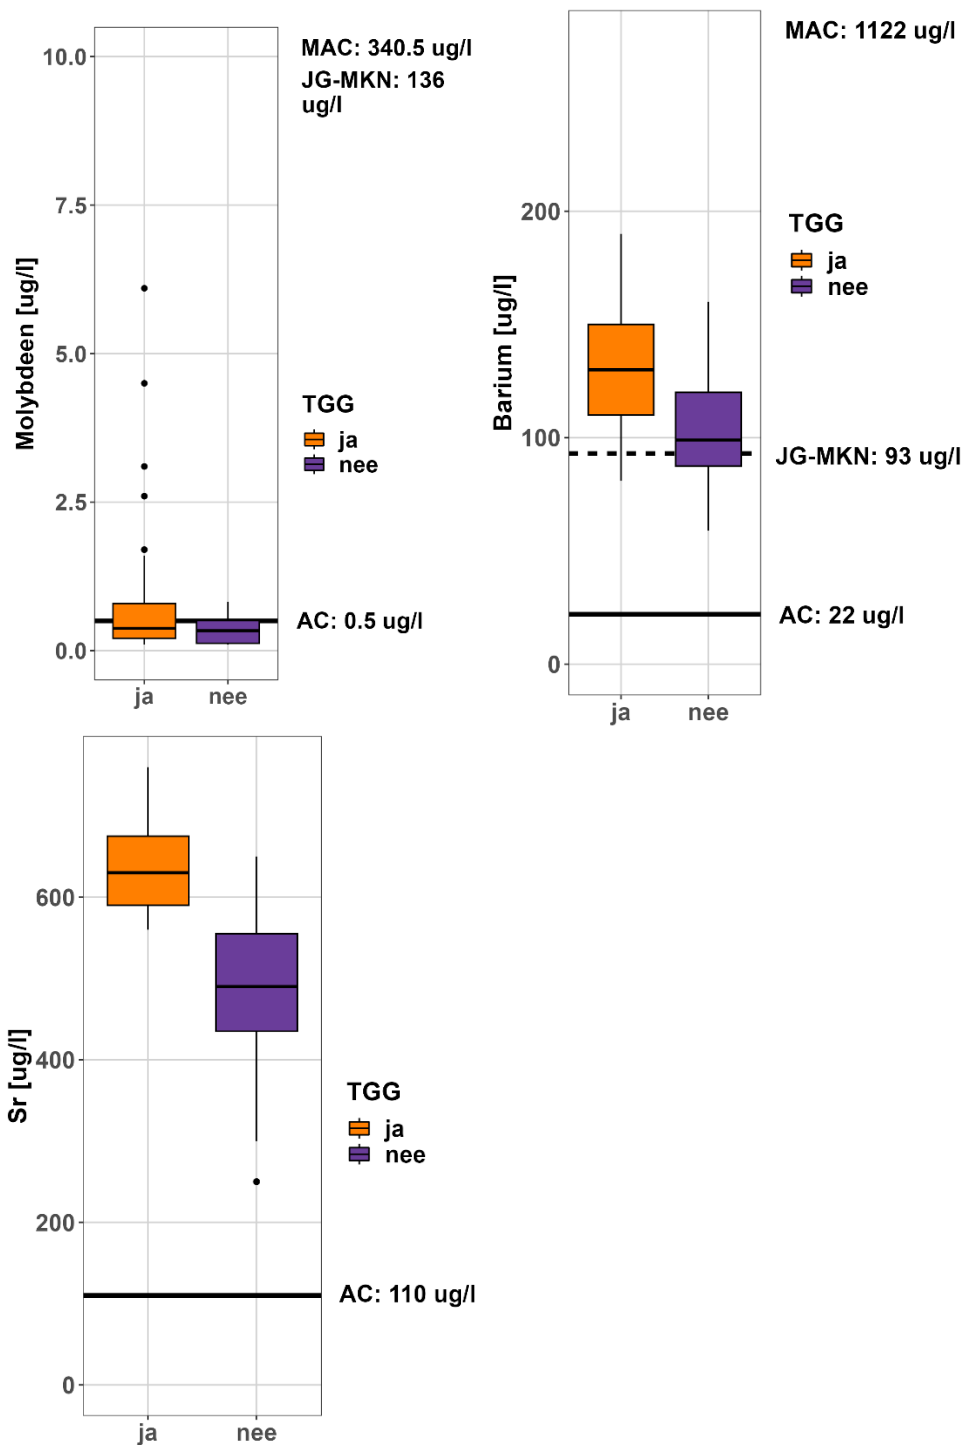 MAC: 340.5 ug/l
JG-MKN: 136
ug/l
10.0
7.5
5.0
2.5
0.0
Molybdeen [ug/l]
TGG
ja
nee
AC: 0.5 ug/l
ja
nee
MAC: 1122 ug/l
200
100
0
Barium [ug/l]
TGG
ja
nee
JG-MKN: 93 ug/l
AC: 22 ug/l
ja
nee
600
400
200
0
Sr [ug/l]
TGG
ja
nee
AC: 110 ug/l
ja
nee